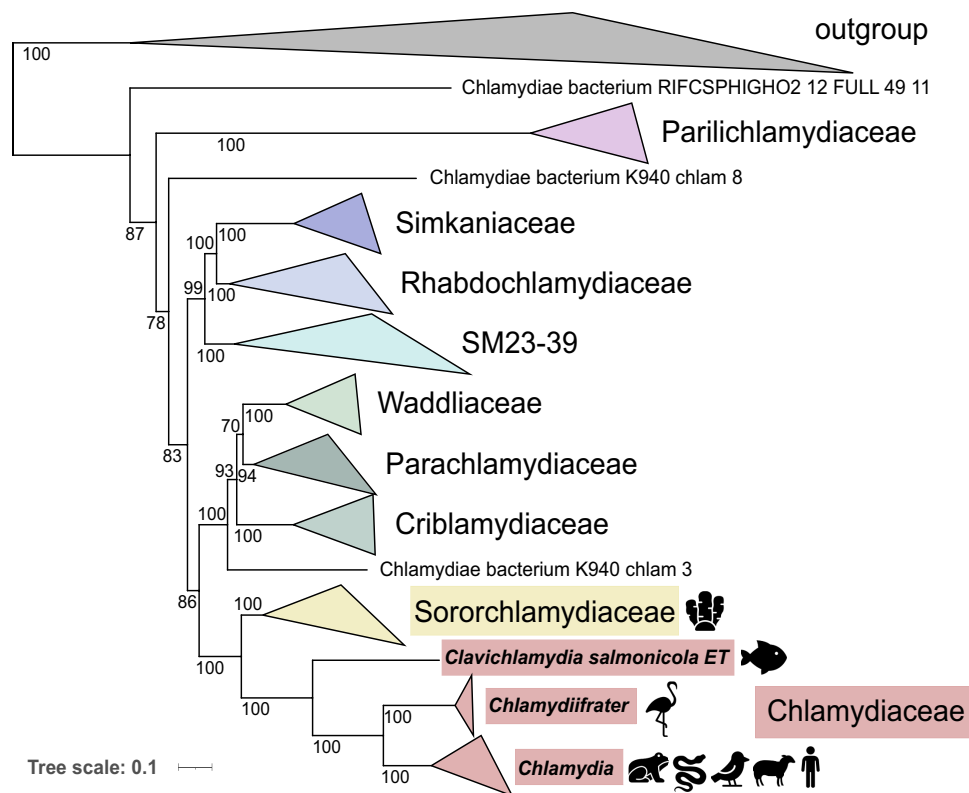 100
outgroup
Chlamydiae bacterium RIFCSPHIGHO2 12 FULL 49 11
100
Parilichlamydiaceae
87
Chlamydiae bacterium K940 chlam 8
78
100
100
Simkaniaceae
99
100
Rhabdochlamydiaceae
100
SM23-39
83
70
100
Waddliaceae
93
94
Parachlamydiaceae
100
100
Criblamydiaceae
Chlamydiae bacterium K940 chlam 3
86
100
Sororchlamydiaceae
100
Clavichlamydia salmonicola ET
100
100
Chlamydiifrater
Chlamydiaceae
100
100
Chlamydia
Tree scale: 0.1